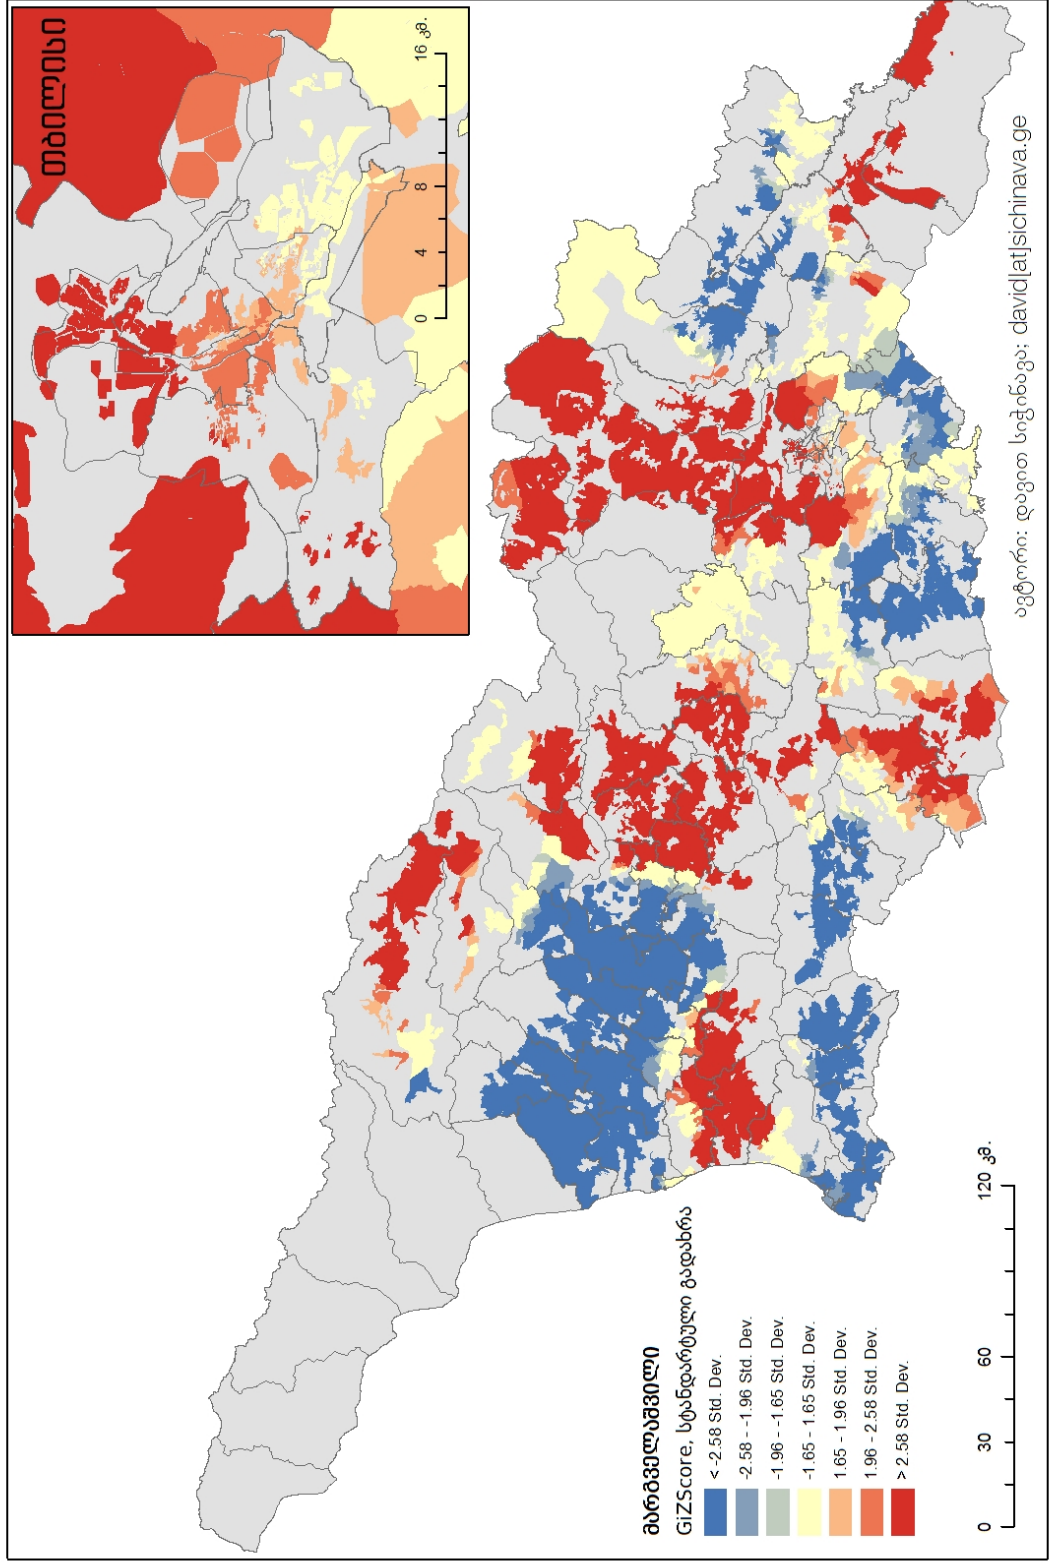 თბილისი
0 4 8 16 კმ.
მარგველაშვილი
GiZScore, სტანდარტული გადახრა
< -2.58 Std. Dev.
-2.58 - -1.96 Std. Dev.
-1.96 - -1.65 Std. Dev.
-1.65 - 1.65 Std. Dev.
1.65 - 1.96 Std. Dev.
1.96 - 2.58 Std. Dev.
> 2.58 Std. Dev.
0 30 60 120 კმ.
ავტორი: დავით სიჭინავა; david[at]sichinava.ge